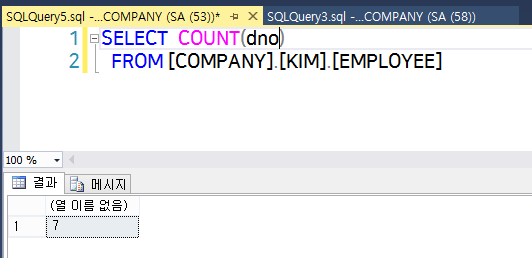 SQLQuery5.sql -...COMPANY (SA (53))* SQLQuery3.sql -...COMPANY (SA (58))
1 SELECT COUNT(dno)
2 FROM [COMPANY].[KIM].[EMPLOYEE]
100 %
결과 메시지
(열 이름 없음)
1 7